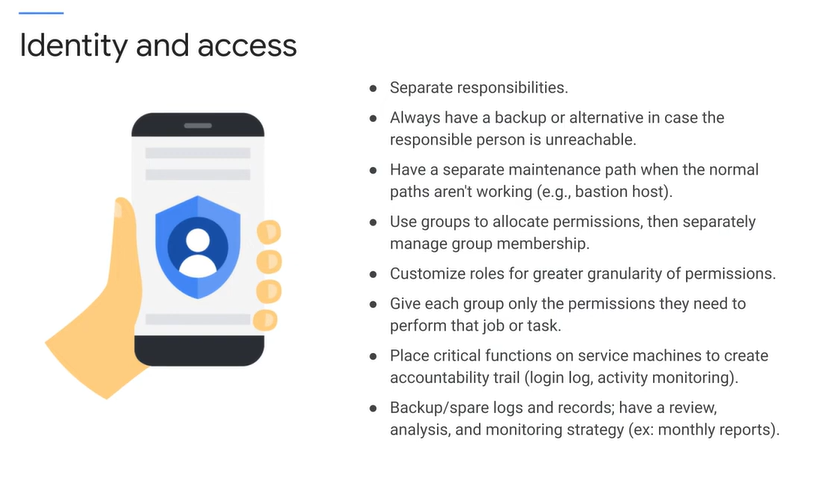 Identity and access
● Separate responsibilities.
● Always have a backup or alternative in case the
responsible person is unreachable.
● Have a separate maintenance path when the normal
paths aren't working (e.g., bastion host).
● Use groups to allocate permissions, then separately
manage group membership.
● Customize roles for greater granularity of permissions.
● Give each group only the permissions they need to
perform that job or task.
● Place critical functions on service machines to create
accountability trail (login log, activity monitoring).
● Backup/spare logs and records; have a review,
analysis, and monitoring strategy (ex: monthly reports).